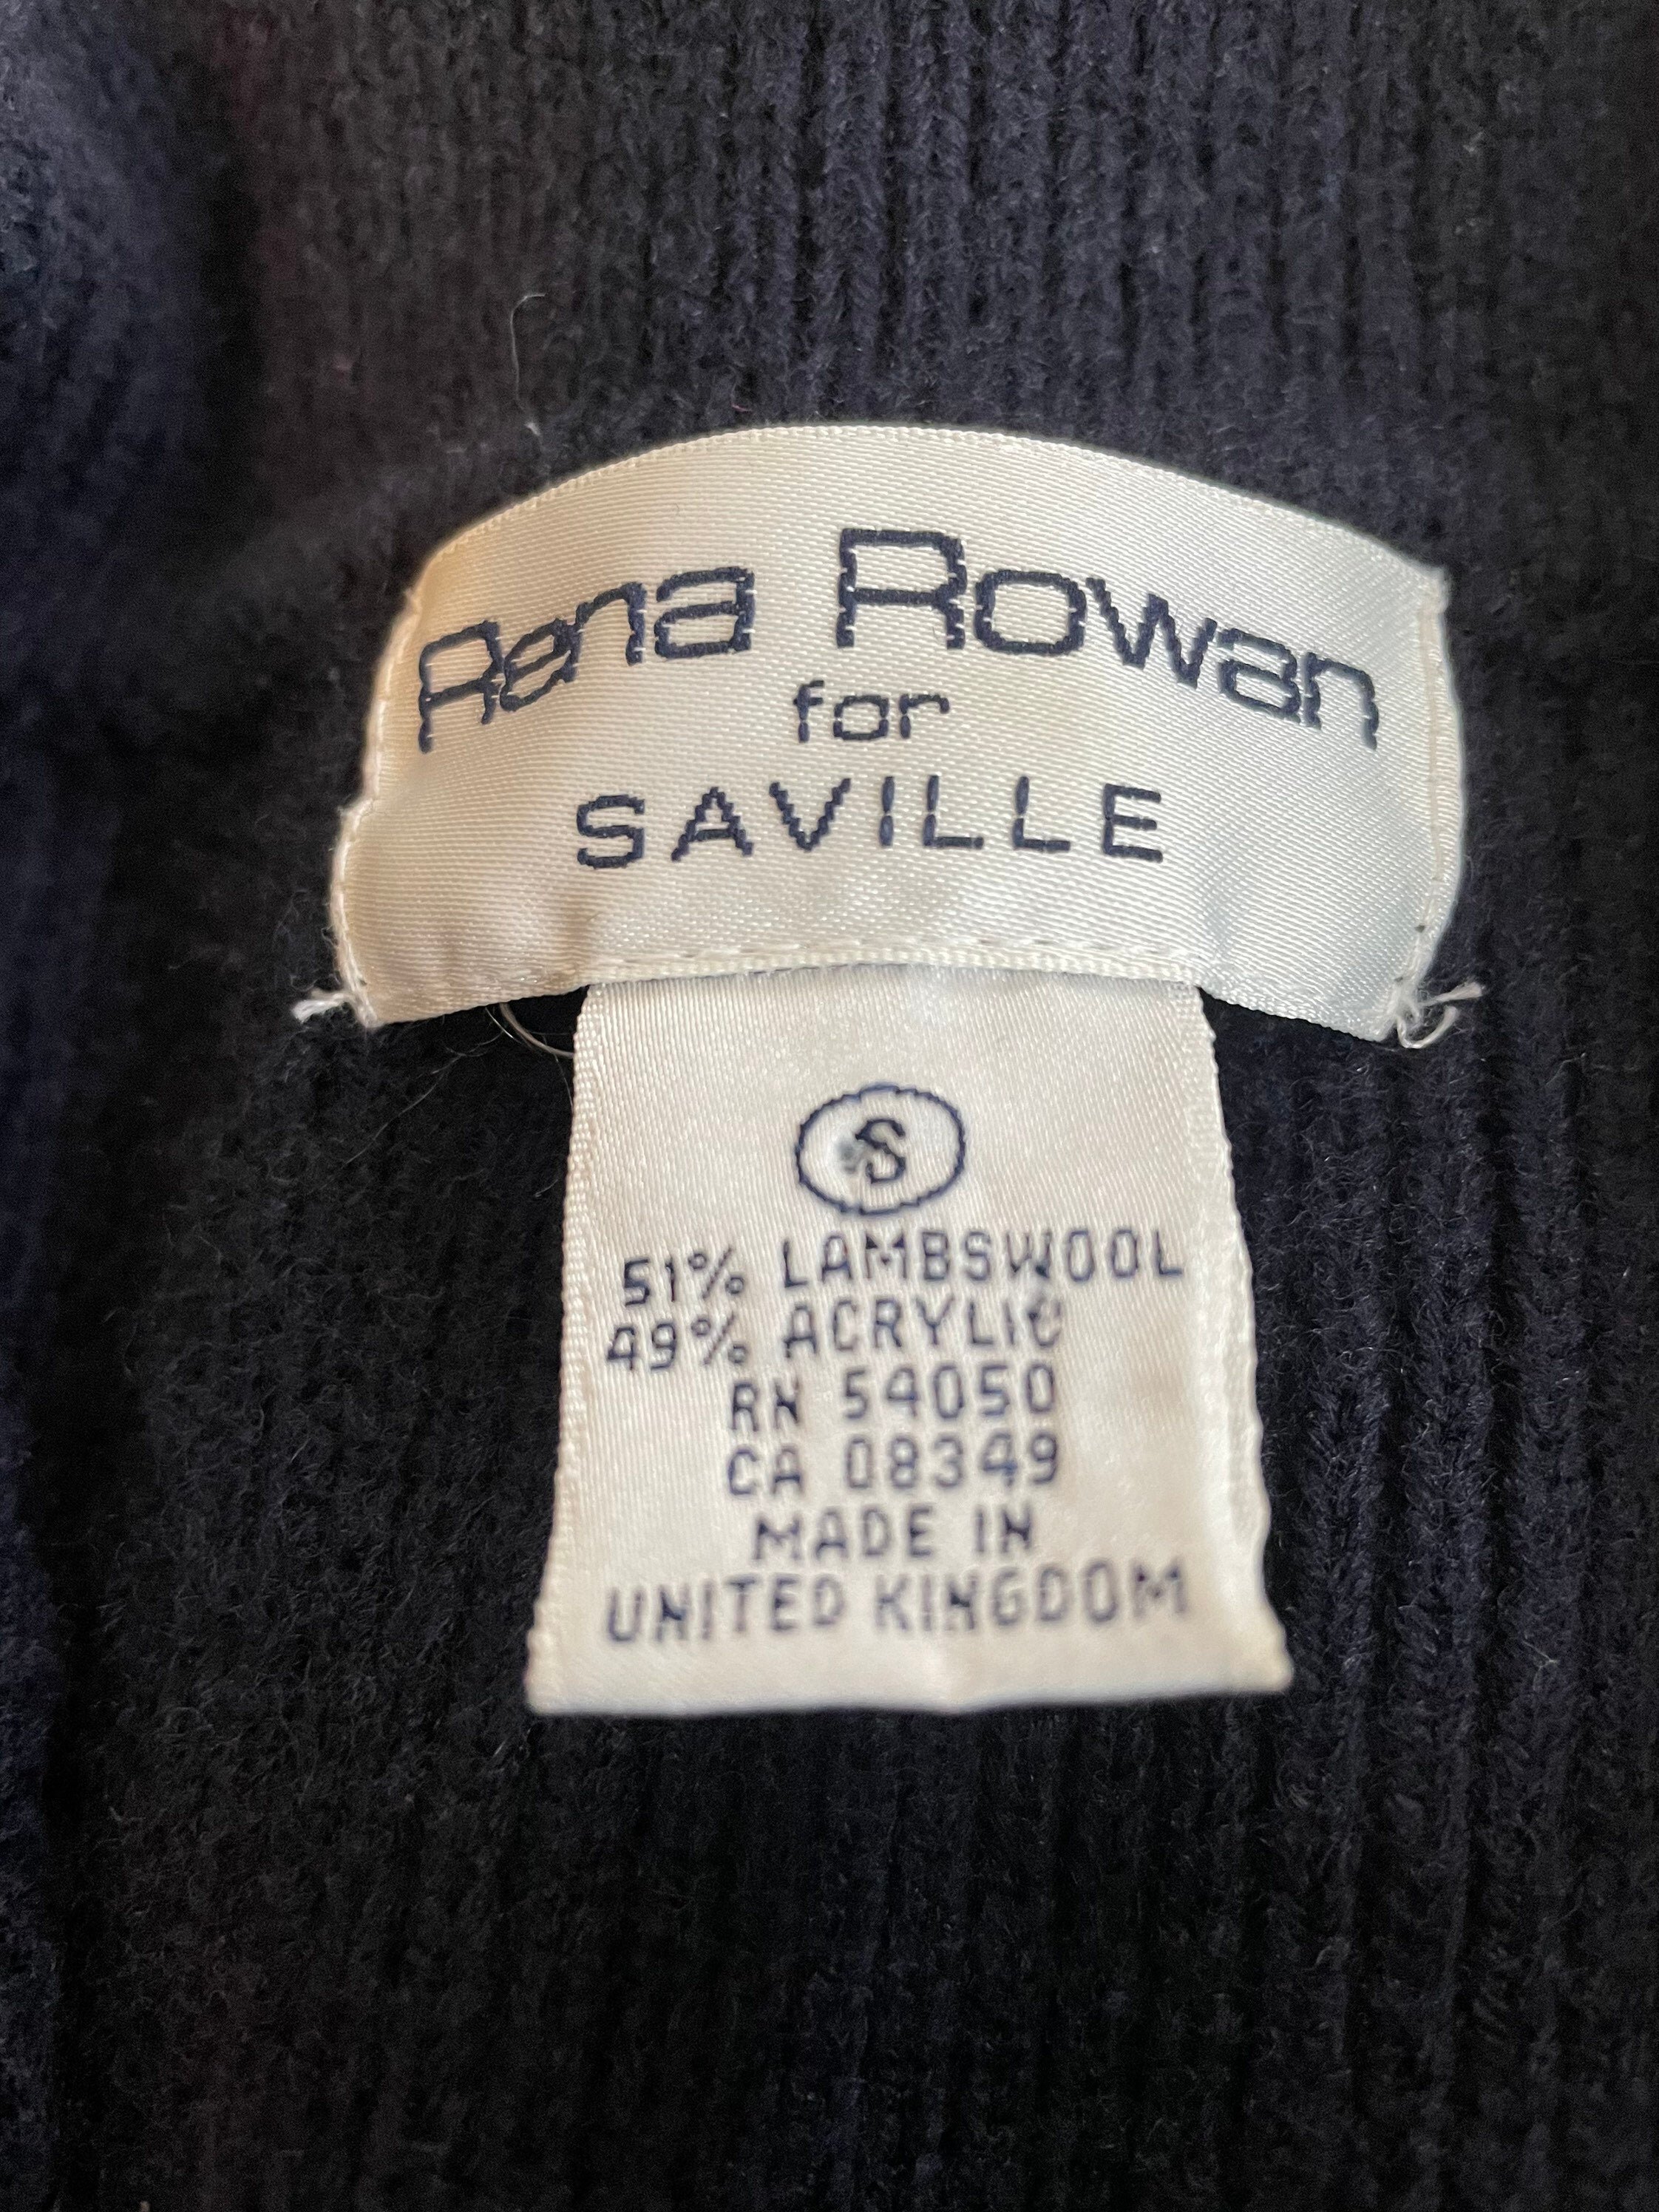 Rena Rowan
for
SAVILLE
S
51% LAMBSWOOL
49% ACRYLIC
RN 54050
CA 08349
MADE IN
UNITED KINGDOM